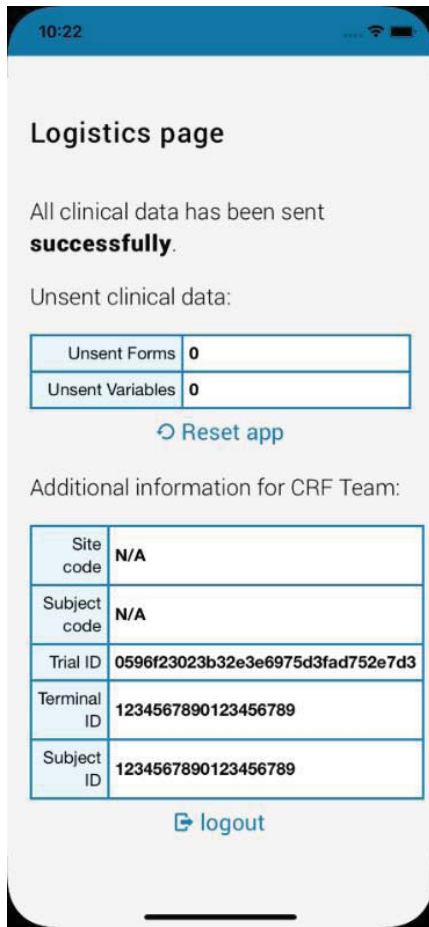 10:22
Logistics page
All clinical data has been sent
successfully.
Unsent clinical data:
Unsent Forms 0
Unsent Variables 0
Reset app
Additional information for CRF Team:
Site
code N/A
Subject
code N/A
Trial ID 0596f23023b32e3e6975d3fad752e7d3
Terminal
ID 1234567890123456789
Subject
ID 1234567890123456789
logout